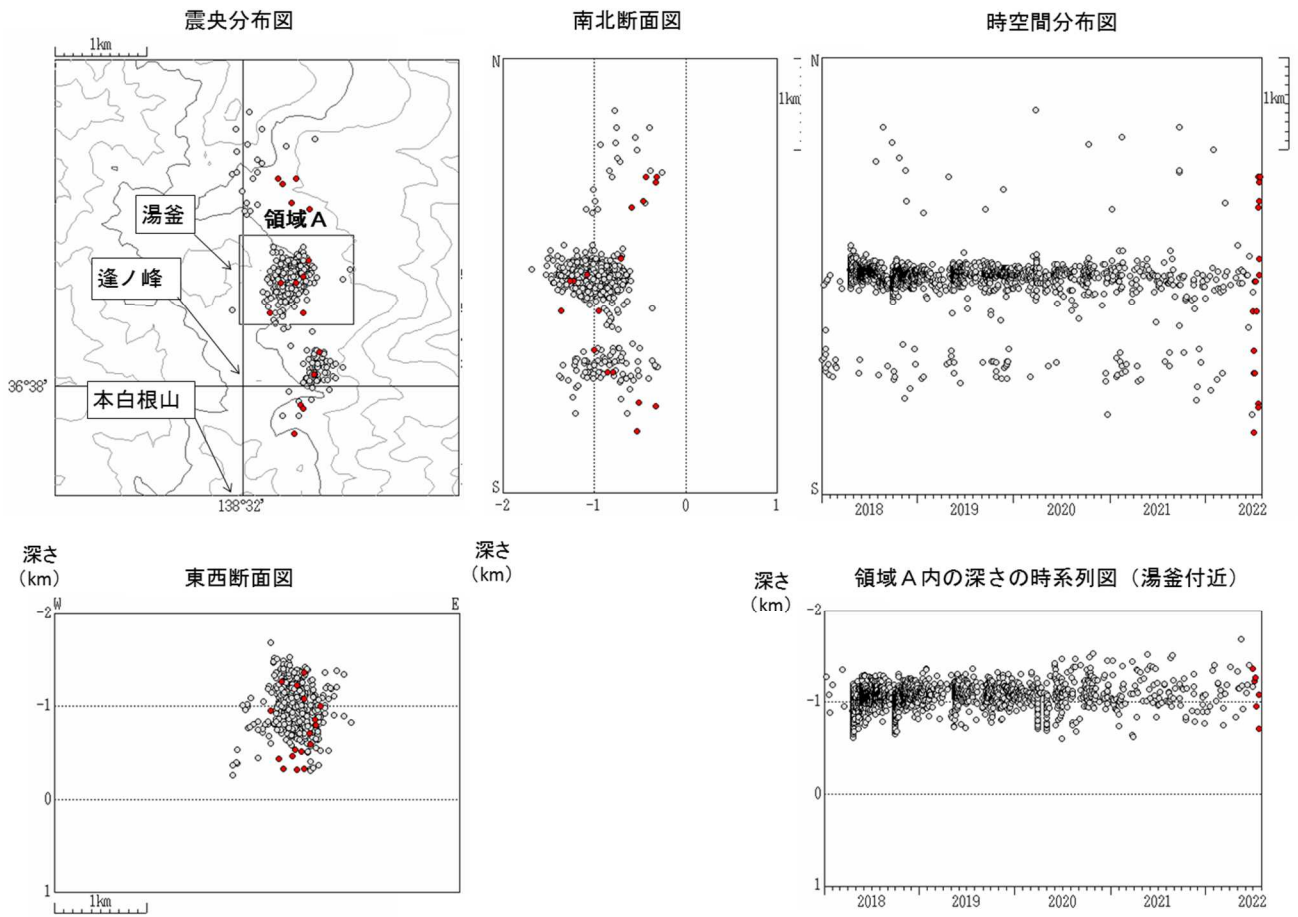 震央分布図
1km
湯釜
領域A
逢ノ峰
36°38'
本白根山
138°32'
南北断面図
N
1km
S
-2 -1 0 1
時空間分布図
N
1km
S
2018 2019 2020 2021 2022
深さ
(km)
東西断面図
W E
-2
-1
0
1
1km
深さ
(km)
深さ
(km)
領域A内の深さの時系列図(湯釜付近)
-2
-1
0
1
2018 2019 2020 2021 2022